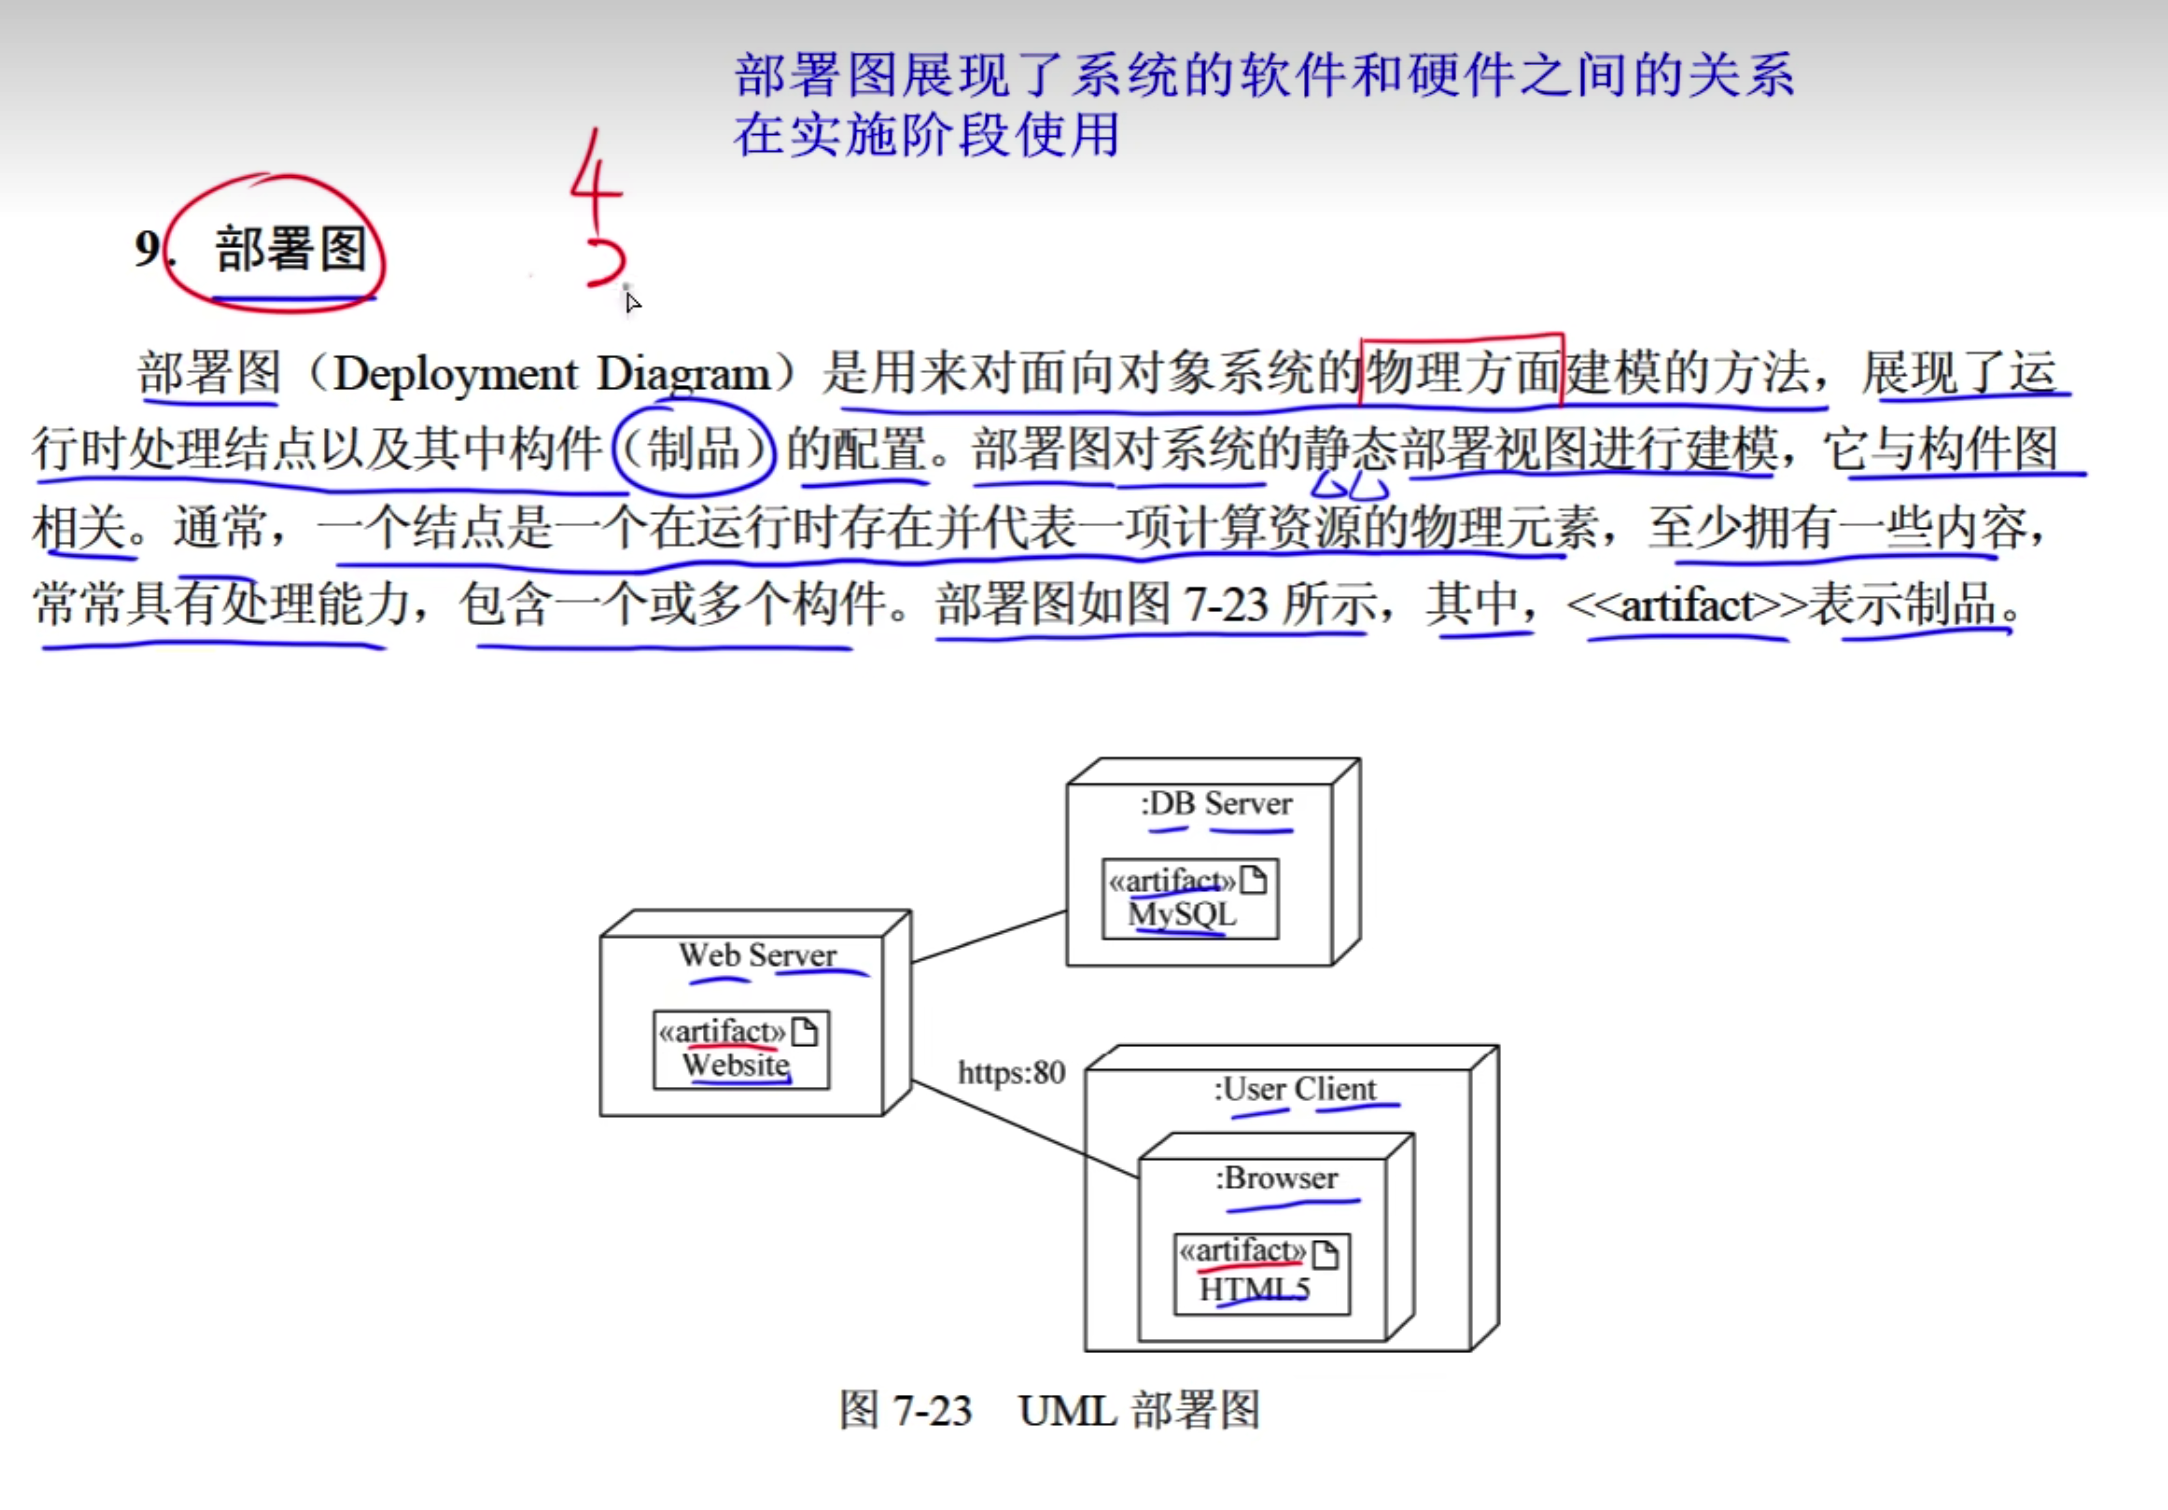 部署图展现了系统的软件和硬件之间的关系
在实施阶段使用
4
9. 部署图
部署图（Deployment Diagram）是用来对面向对象系统的物理方面建模的方法，展现了运
行时处理结点以及其中构件（制品）的配置。部署图对系统的静态部署视图进行建模，它与构件图
相关。通常，一个结点是一个在运行时存在并代表一项计算资源的物理元素，至少拥有一些内容，
常常具有处理能力，包含一个或多个构件。部署图如图 7-23 所示，其中，<<artifact>>表示制品。
:DB Server
«artifact»
MySQL
Web Server
«artifact»
Website
https:80
:User Client
:Browser
«artifact»
HTML5
图 7-23 UML 部署图